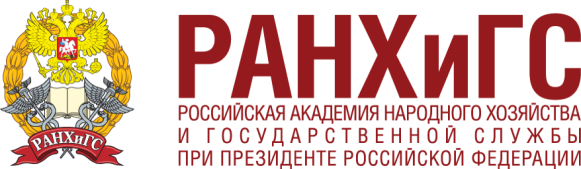 РАНХиГС
РОССИЙСКАЯ АКАДЕМИЯ НАРОДНОГО ХОЗЯЙСТВА
И ГОСУДАРСТВЕННОЙ СЛУЖБЫ
ПРИ ПРЕЗИДЕНТЕ РОССИЙСКОЙ ФЕДЕРАЦИИ
РАНХиГС